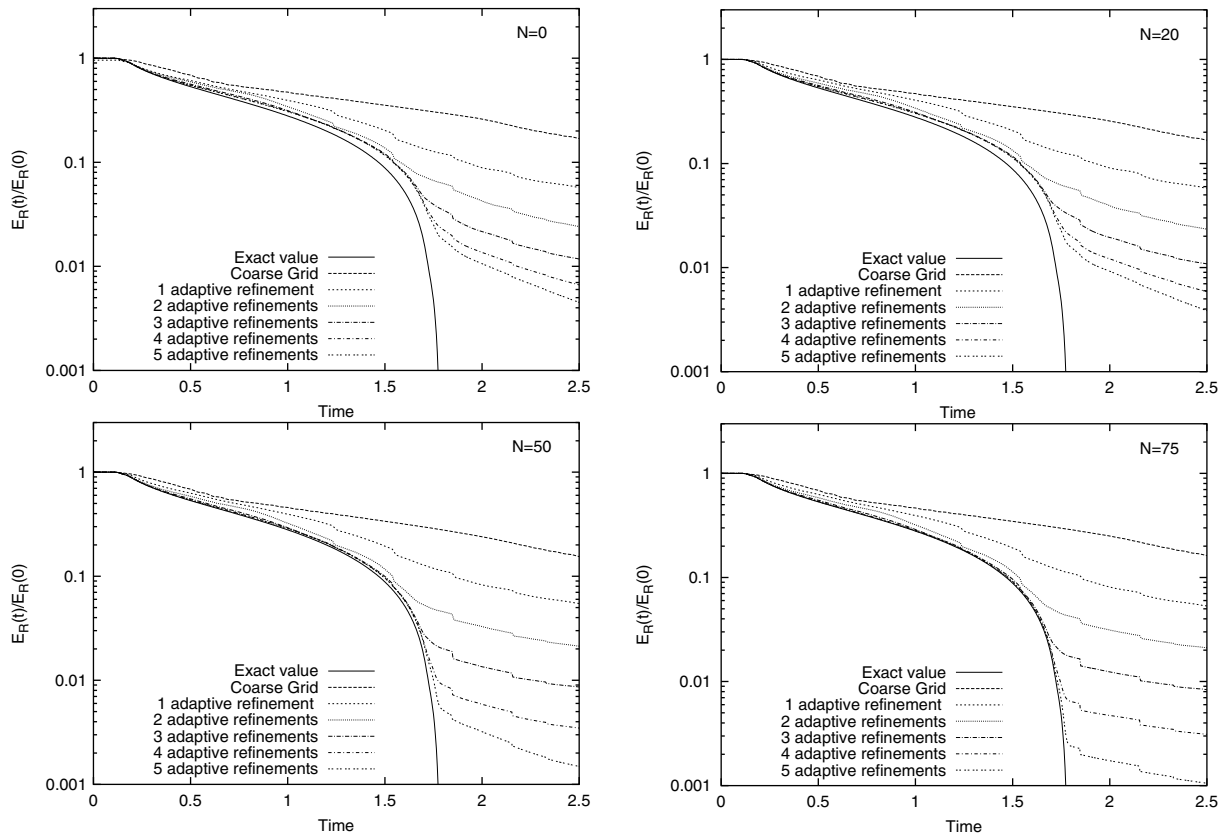 N=0
E_R(t)/E_R(0)
1
0.1
0.01
0.001
Exact value
Coarse Grid
1 adaptive refinement
2 adaptive refinements
3 adaptive refinements
4 adaptive refinements
5 adaptive refinements
0 0.5 1 1.5 2 2.5
Time
N=20
E_R(t)/E_R(0)
1
0.1
0.01
0.001
Exact value
Coarse Grid
1 adaptive refinement
2 adaptive refinements
3 adaptive refinements
4 adaptive refinements
5 adaptive refinements
0 0.5 1 1.5 2 2.5
Time
N=50
E_R(t)/E_R(0)
1
0.1
0.01
0.001
Exact value
Coarse Grid
1 adaptive refinement
2 adaptive refinements
3 adaptive refinements
4 adaptive refinements
5 adaptive refinements
0 0.5 1 1.5 2 2.5
Time
N=75
E_R(t)/E_R(0)
1
0.1
0.01
0.001
Exact value
Coarse Grid
1 adaptive refinement
2 adaptive refinements
3 adaptive refinements
4 adaptive refinements
5 adaptive refinements
0 0.5 1 1.5 2 2.5
Time